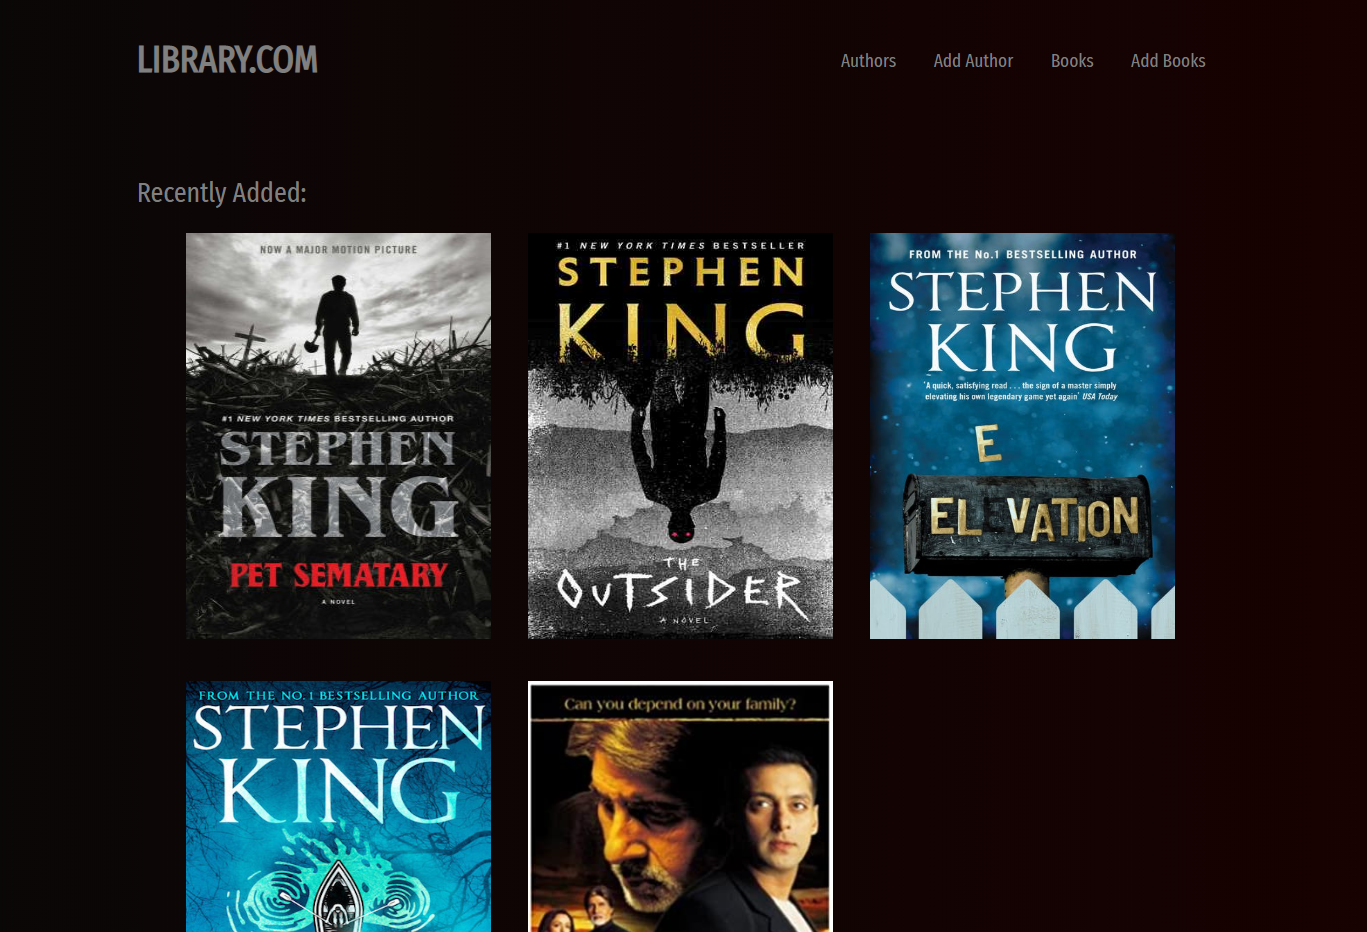 LIBRARY.COM
Authors
Add Author
Books
Add Books
Recently Added:
NOW A MAJOR MOTION PICTURE
#1 NEW YORK TIMES BESTSELLING AUTHOR
STEPHEN
KING
PET SEMATARY
A NOVEL
#1 NEW YORK TIMES BESTSELLER
STEPHEN
KING
THE
OUTSIDER
A NOVEL
FROM THE No.1 BESTSELLING AUTHOR
STEPHEN
KING
'A quick, satisfying read . . . the sign of a master simply
elevating his own legendary game yet again' USA Today
E
EL VATION
FROM THE NO.1 BESTSELLING AUTHOR
STEPHEN
KING
Can you depend on your family?